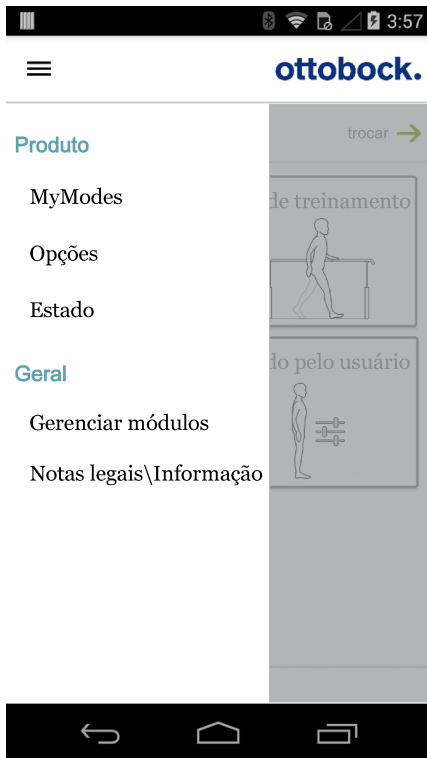 3:57
ottobock.
trocar
Produto
MyModes
de treinamento
Opções
Estado
do pelo usuário
Geral
Gerenciar módulos
Notas legais\Informação